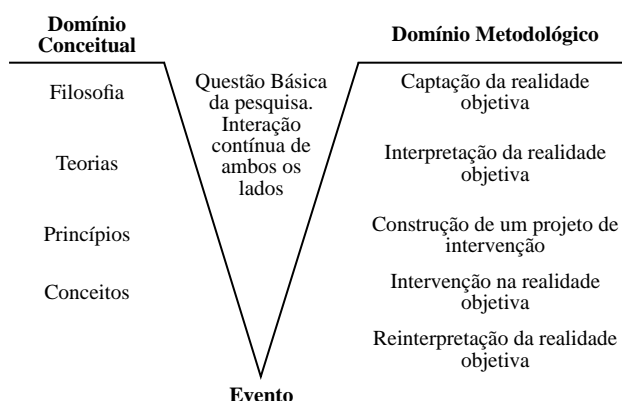 Domínio
Conceitual
Domínio Metodológico
Filosofia
Teorias
Princípios
Conceitos
Questão Básica
da pesquisa.
Interação
contínua de
ambos os
lados
Captação da realidade
objetiva
Interpretação da realidade
objetiva
Construção de um projeto de
intervenção
Intervenção na realidade
objetiva
Reinterpretação da realidade
objetiva
Evento